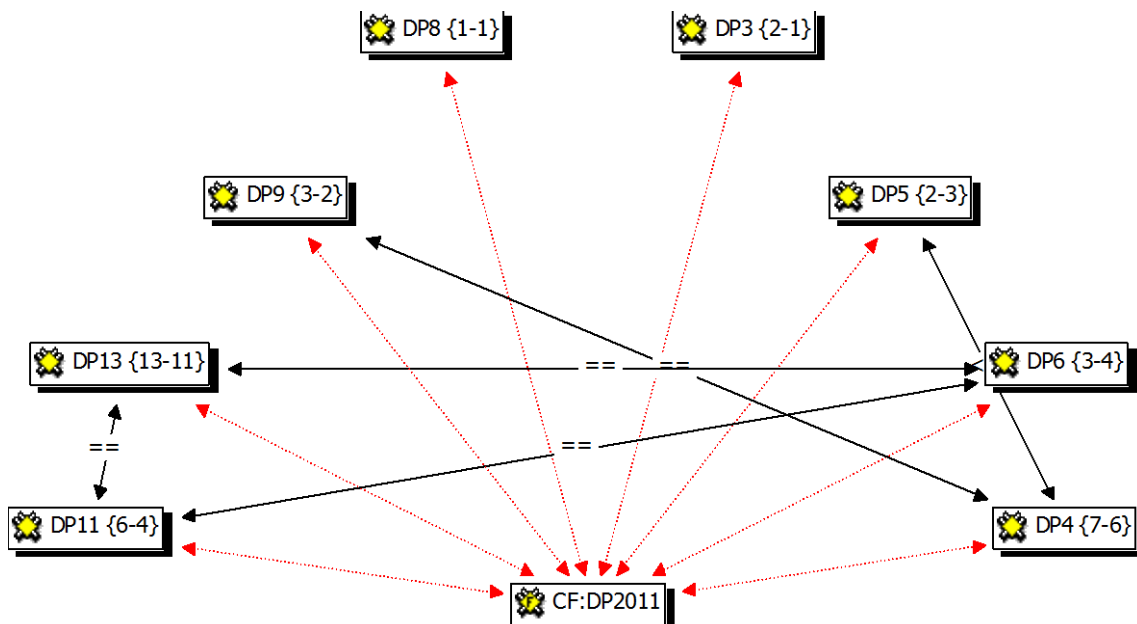 DP8 {1-1}
DP3 {2-1}
DP9 {3-2}
DP5 {2-3}
DP13 {13-11}
==
==
DP6 {3-4}
==
==
DP11 {6-4}
DP4 {7-6}
CF:DP2011